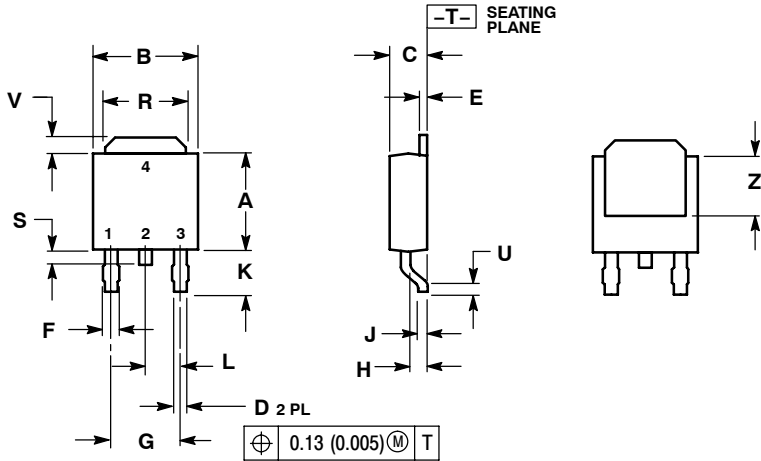 –T– SEATING
PLANE
B
C
V
R
E
4
Z
A
S
1 2 3
U
K
F
J
L
H
D 2 PL
G
⌖ 0.13 (0.005) Ⓜ T